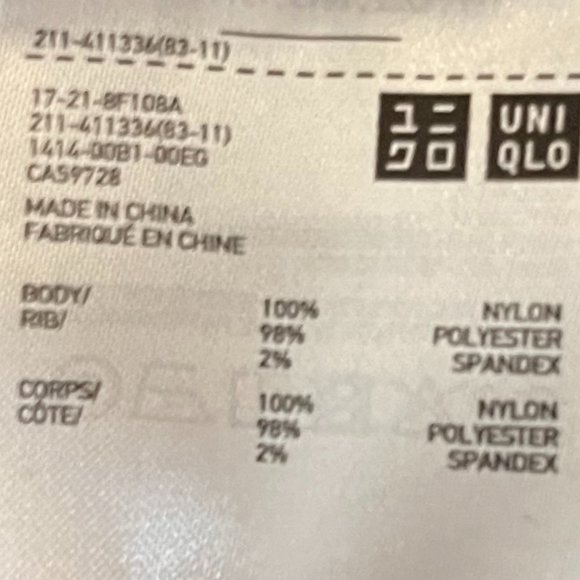 211-411336(83-11)
17-21-8F108A
211-411336(83-11)
1414-00B1-00EG
CA59728
ユニ
クロ
UNI
QLO
MADE IN CHINA
FABRIQUÉ EN CHINE
BODY/ 100% NYLON
RIB/ 98% POLYESTER
2% SPANDEX
CORPS/ 100% NYLON
CÔTE/ 98% POLYESTER
2% SPANDEX